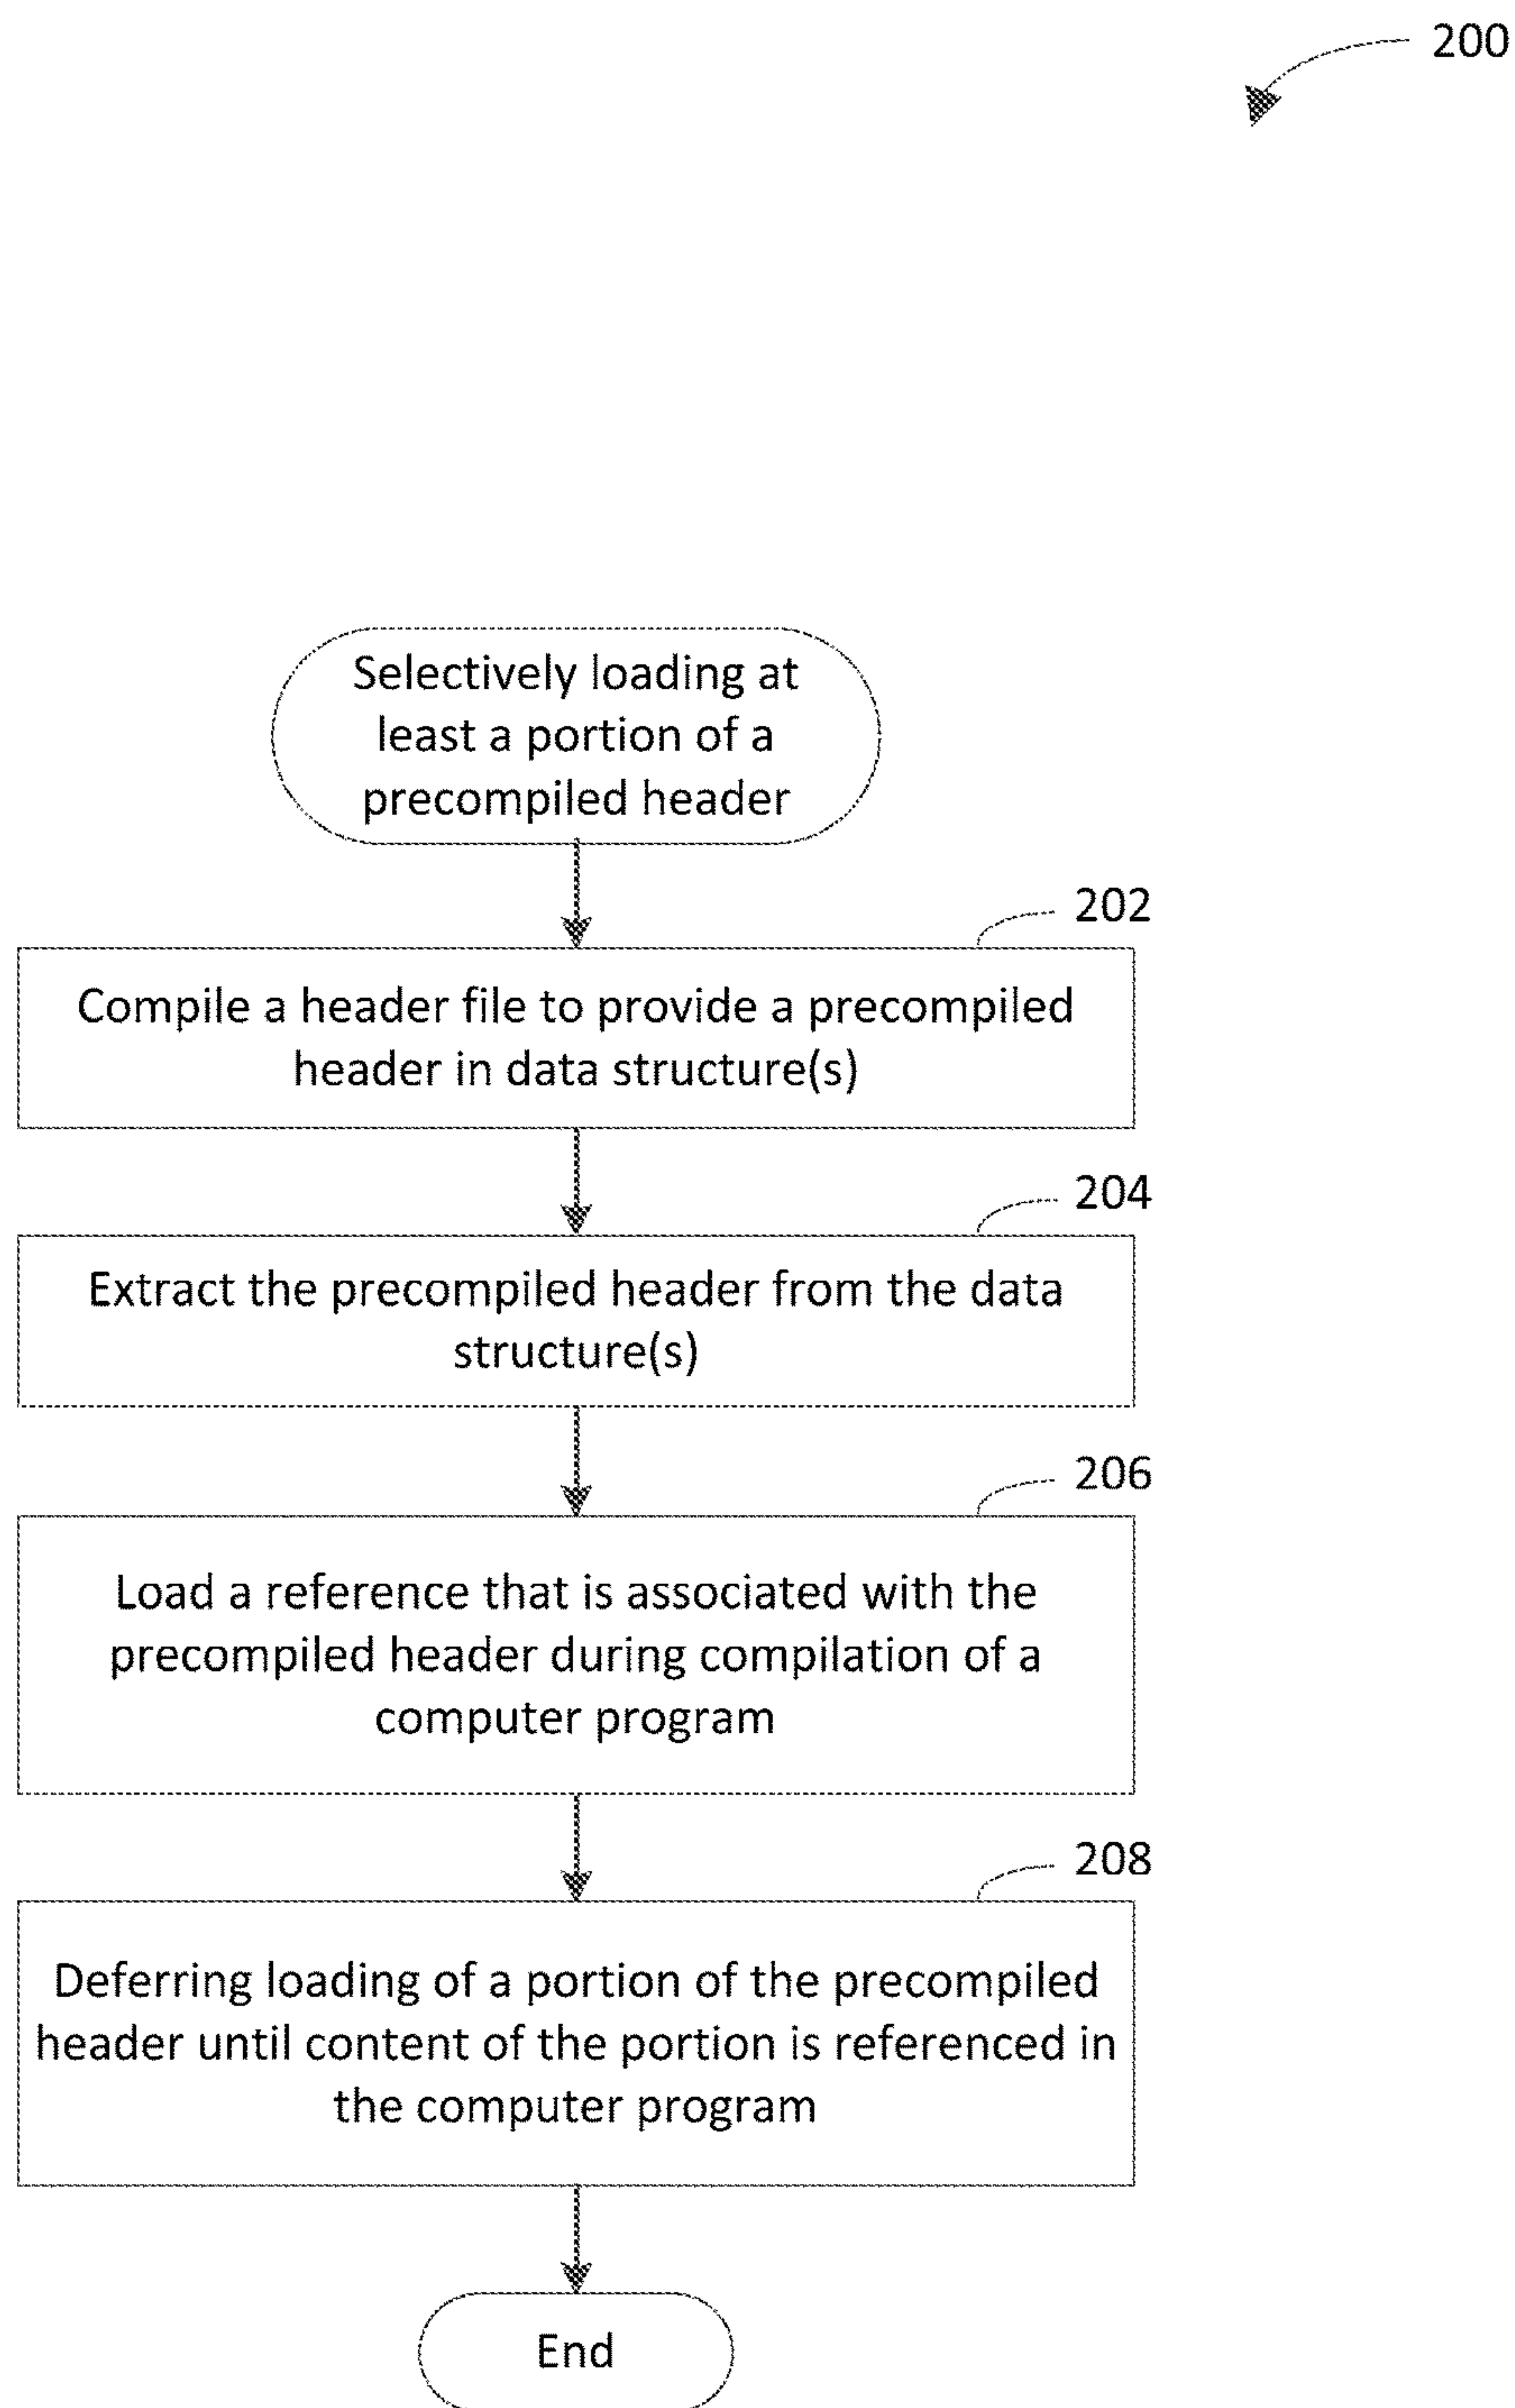 200
Selectively loading at
least a portion of a
precompiled header
202
Compile a header file to provide a precompiled
header in data structure(s)
204
Extract the precompiled header from the data
structure(s)
206
Load a reference that is associated with the
precompiled header during compilation of a
computer program
208
Deferring loading of a portion of the precompiled
header until content of the portion is referenced in
the computer program
End